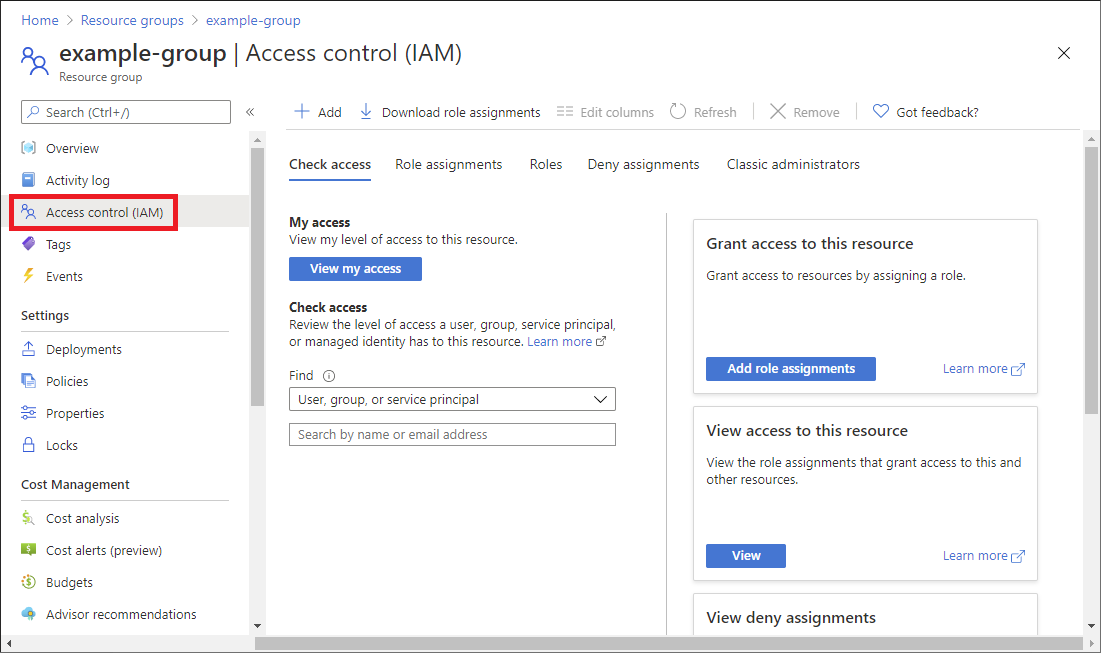 Home > Resource groups > example-group
example-group | Access control (IAM)
Resource group
Search (Ctrl+/)
«
Add
Download role assignments
Edit columns
Refresh
Remove
Got feedback?
Overview
Activity log
Access control (IAM)
Tags
Events
Settings
Deployments
Policies
Properties
Locks
Cost Management
Cost analysis
Cost alerts (preview)
Budgets
Advisor recommendations
Check access
Role assignments
Roles
Deny assignments
Classic administrators
My access
View my level of access to this resource.
View my access
Check access
Review the level of access a user, group, service principal,
or managed identity has to this resource. Learn more
Find
User, group, or service principal
Search by name or email address
Grant access to this resource
Grant access to resources by assigning a role.
Add role assignments
Learn more
View access to this resource
View the role assignments that grant access to this and
other resources.
View
Learn more
View deny assignments